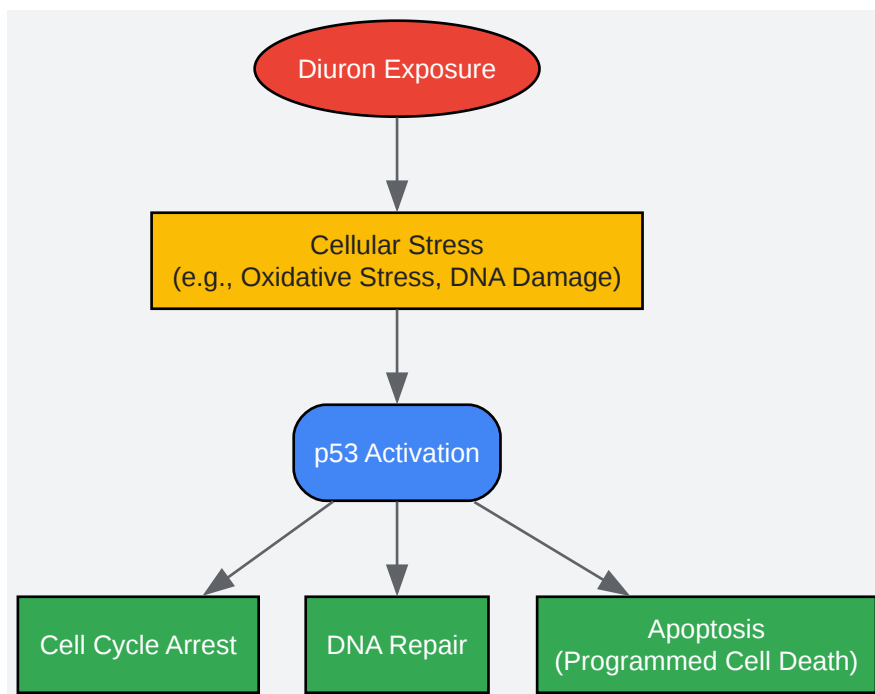 Diuron Exposure
Cellular Stress
(e.g., Oxidative Stress, DNA Damage)
p53 Activation
Cell Cycle Arrest
DNA Repair
Apoptosis
(Programmed Cell Death)